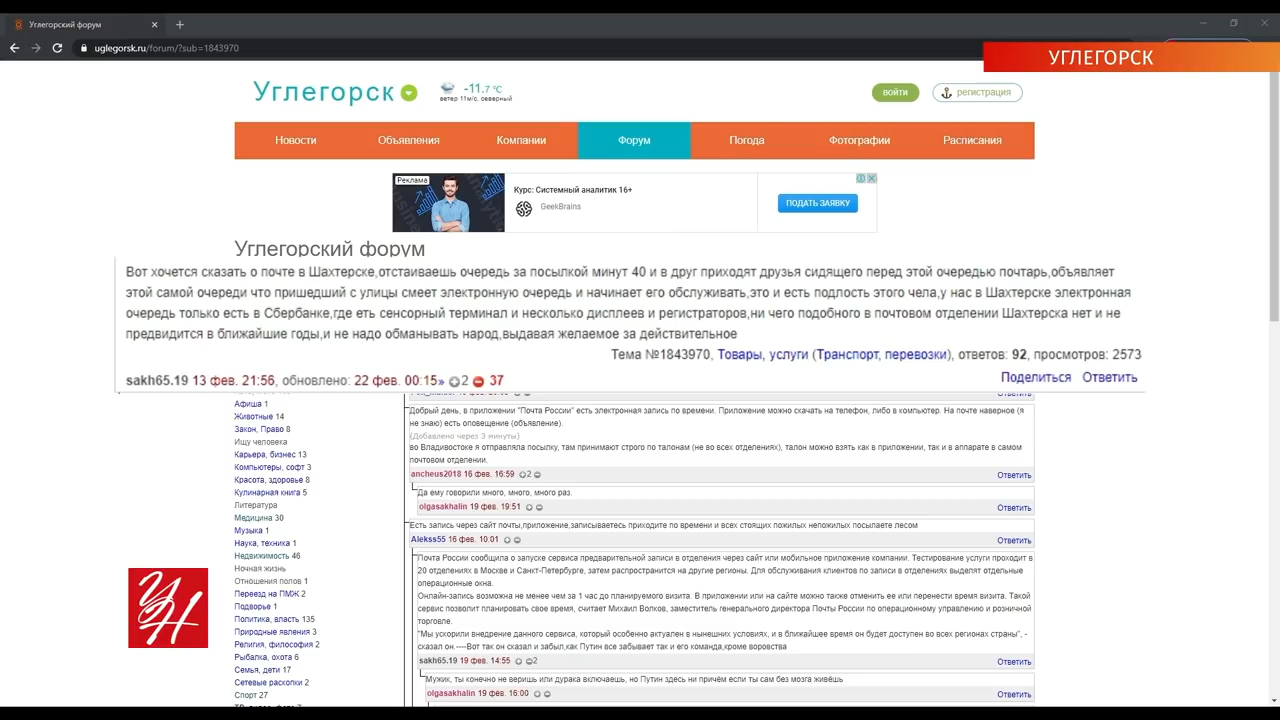 Углегорский форум
uglegorsk.ru/forum/?sub=1843970
УГЛЕГОРСК
Углегорск
-11.7 °C
ветер 11м/с, северный
войти
регистрация
Новости
Объявления
Компании
Форум
Погода
Фотографии
Расписания
Реклама
Курс: Системный аналитик 16+
GeekBrains
ПОДАТЬ ЗАЯВКУ
Углегорский форум
Вот хочется сказать о почте в Шахтерске,отстаиваешь очередь за посылкой минут 40 и в друг приходят друзья сидящего перед этой очередью почтарь,объявляет
этой самой очереди что пришедший с улицы смеет электронную очередь и начинает его обслуживать,это и есть подлость этого чела,у нас в Шахтерске электронная
очередь только есть в Сбербанке,где еть сенсорный терминал и несколько дисплеев и регистраторов,ни чего подобного в почтовом отделении Шахтерска нет и не
предвидится в ближайшие годы,и не надо обманывать народ,выдавая желаемое за действительное
Тема №1843970, Товары, услуги (Транспорт, перевозки), ответов: 92, просмотров: 2573
sakh65.19 13 фев. 21:56, обновлено: 22 фев. 00:15» 2 37
Поделиться Ответить
Афиша 1
Животные 14
Закон, Право 8
Ищу человека
Карьера, бизнес 13
Компьютеры, софт 3
Красота, здоровье 8
Кулинарная книга 5
Литература
Медицина 30
Музыка 1
Наука, техника 1
Недвижимость 46
Ночная жизнь
Отношения полов 1
Переезд на ПМЖ 2
Подворье 1
Политика, власть 135
Природные явления 3
Религия, философия 2
Рыбалка, охота 6
Семья, дети 17
Сетевые расколки 2
Спорт 27
Ответить
Добрый день, в приложении "Почта России" есть электронная запись по времени. Приложение можно скачать на телефон, либо в компьютер. На почте наверное (я
не знаю) есть оповещение (объявление).
(Добавлено через 3 минуты)
во Владивостоке я отправляла посылку, там принимают строго по талонам (не во всех отделениях), талон можно взять как в приложении, так и в аппарате в самом
почтовом отделении.
ancheus2018 16 фев. 16:59 2
Ответить
Да ему говорили много, много, много раз.
olgasakhalin 19 фев. 19:51
Ответить
Есть запись через сайт почты,приложение,записываетесь приходите по времени и всех стоящих пожилых непожилых посылаете лесом
Alekss55 16 фев. 10:01
Ответить
Почта России сообщила о запуске сервиса предварительной записи в отделения через сайт или мобильное приложение компании. Тестирование услуги проходит в
20 отделениях в Москве и Санкт-Петербурге, затем распространится на другие регионы. Для обслуживания клиентов по записи в отделениях выделят отдельные
операционные окна.
Онлайн-запись возможна не менее чем за 1 час до планируемого визита. В приложении или на сайте можно также отменить ее или перенести время визита. Такой
сервис позволит планировать свое время, считает Михаил Волков, заместитель генерального директора Почты России по операционному управлению и розничной
торговле.
"Мы ускорили внедрение данного сервиса, который особенно актуален в нынешних условиях, и в ближайшее время он будет доступен во всех регионах страны", -
сказал он.----Вот так он сказал и забыл,как Путин все забывает так и его команда,кроме воровства
sakh65.19 19 фев. 14:55 2
Ответить
Мужик, ты конечно не веришь или дурака включаешь, но Путин здесь ни причём если ты сам без мозга живёшь
olgasakhalin 19 фев. 16:00
Ответить
УН